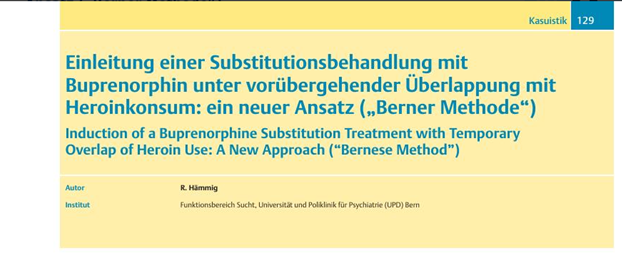 Kasuistik 129
Einleitung einer Substitutionsbehandlung mit
Buprenorphin unter vorübergehender Überlappung mit
Heroinkonsum: ein neuer Ansatz („Berner Methode“)
Induction of a Buprenorphine Substitution Treatment with Temporary
Overlap of Heroin Use: A New Approach (“Bernese Method”)
Autor R. Hämmig
Institut Funktionsbereich Sucht, Universität und Poliklinik für Psychiatrie (UPD) Bern